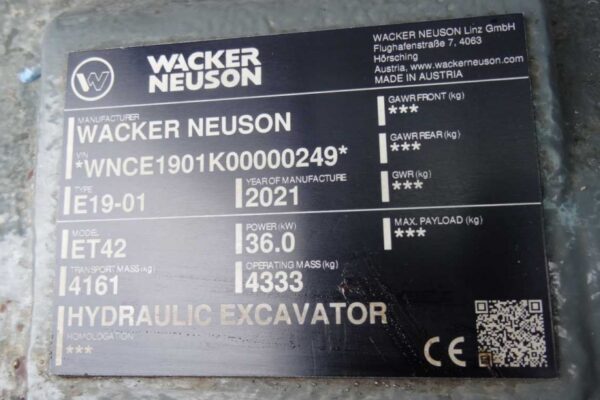 WACKER
NEUSON
WACKER NEUSON Linz GmbH
Flughafenstraße 7, 4063
Hörsching
Austria, www.wackerneuson.com
MADE IN AUSTRIA
MANUFACTURER
WACKER NEUSON
VIN
*WNCE1901K00000249*
TYPE
E19-01
YEAR OF MANUFACTURE
2021
MODEL
ET42
POWER (kW)
36.0
TRANSPORT MASS (kg)
4161
OPERATING MASS (kg)
4333
HYDRAULIC EXCAVATOR
HOMOLOGATION
***
GAWR FRONT (kg)
***
GAWR REAR (kg)
***
GWR (kg)
***
MAX. PAYLOAD (kg)
***
CE